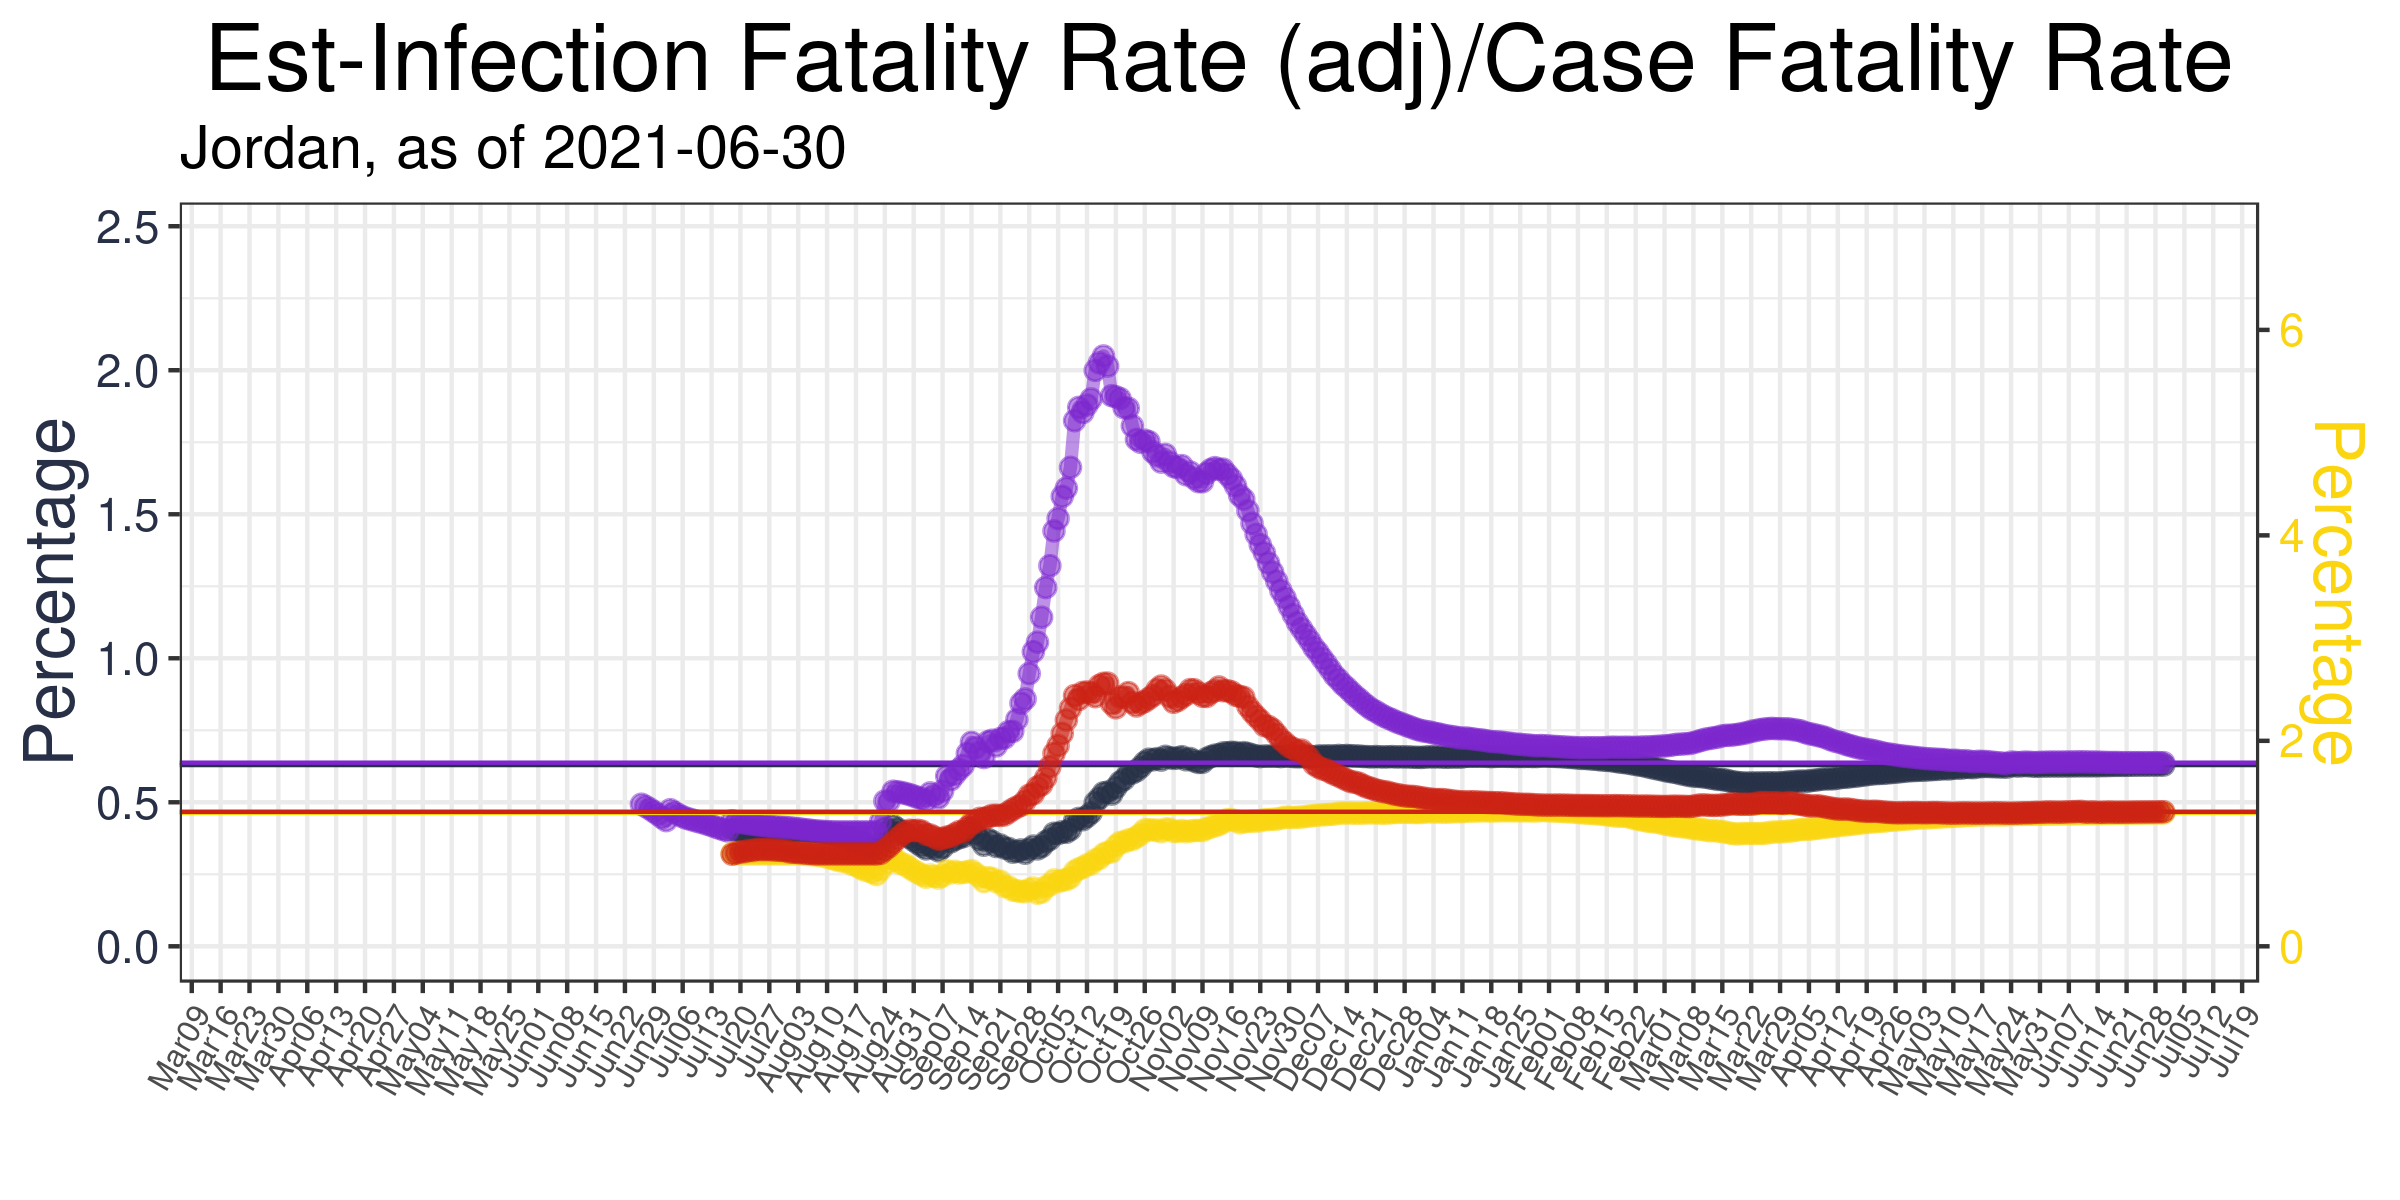 Est-Infection Fatality Rate (adj)/Case Fatality Rate
Jordan, as of 2021-06-30
Percentage
2.5
2.0
1.5
1.0
0.5
0.0
6
4
2
0
Percentage
Mar09
Mar16
Mar23
Mar30
Apr06
Apr13
Apr20
Apr27
May04
May11
May18
May25
Jun01
Jun08
Jun15
Jun22
Jun29
Jul06
Jul13
Jul20
Jul27
Aug03
Aug10
Aug17
Aug24
Aug31
Sep07
Sep14
Sep21
Sep28
Oct05
Oct12
Oct19
Oct26
Nov02
Nov09
Nov16
Nov23
Nov30
Dec07
Dec14
Dec21
Dec28
Jan04
Jan11
Jan18
Jan25
Feb01
Feb08
Feb15
Feb22
Mar01
Mar08
Mar15
Mar22
Mar29
Apr05
Apr12
Apr19
Apr26
May03
May10
May17
May24
May31
Jun07
Jun14
Jun21
Jun28
Jul05
Jul12
Jul19